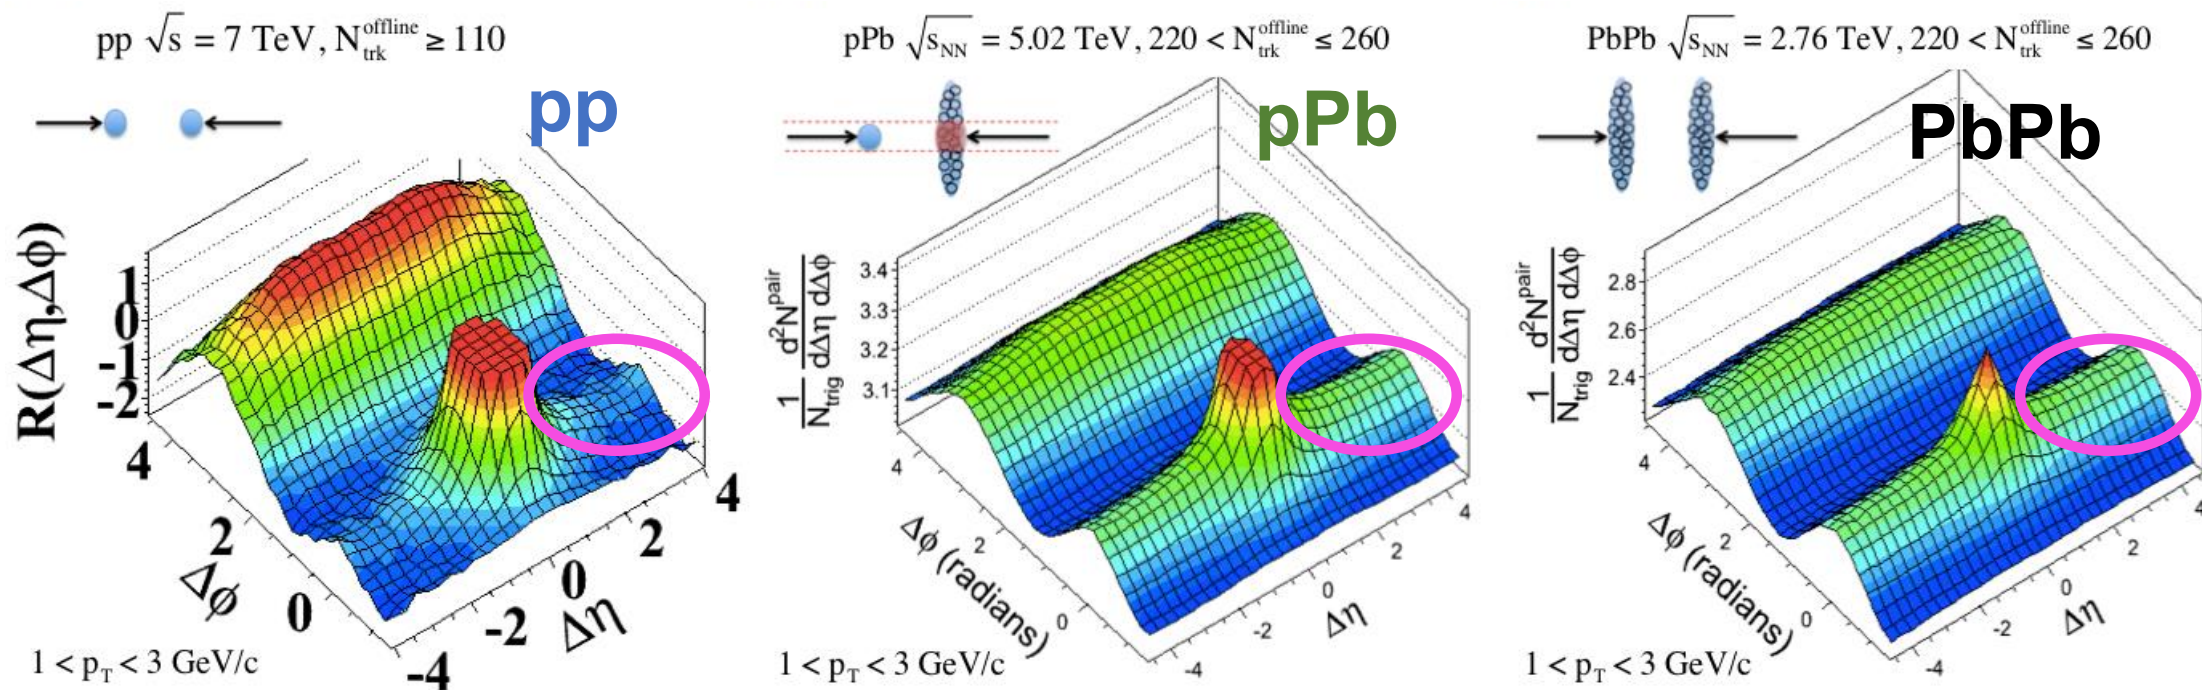 pp √s = 7 TeV, N_trk^offline ≥ 110
pp
R(Δη,Δϕ)
1
0
-1
-2
4
2
0
Δϕ
-4
-2
0
2
4
Δη
1 < p_T < 3 GeV/c
pPb √s_NN = 5.02 TeV, 220 < N_trk^offline ≤ 260
pPb
1/N_trig d²N^pair/dΔη dΔϕ
3.4
3.3
3.2
3.1
4
2
0
Δϕ (radians)
-4
-2
0
2
4
Δη
1 < p_T < 3 GeV/c
PbPb √s_NN = 2.76 TeV, 220 < N_trk^offline ≤ 260
PbPb
1/N_trig d²N^pair/dΔη dΔϕ
2.8
2.6
2.4
4
2
0
Δϕ (radians)
-4
-2
0
2
4
Δη
1 < p_T < 3 GeV/c